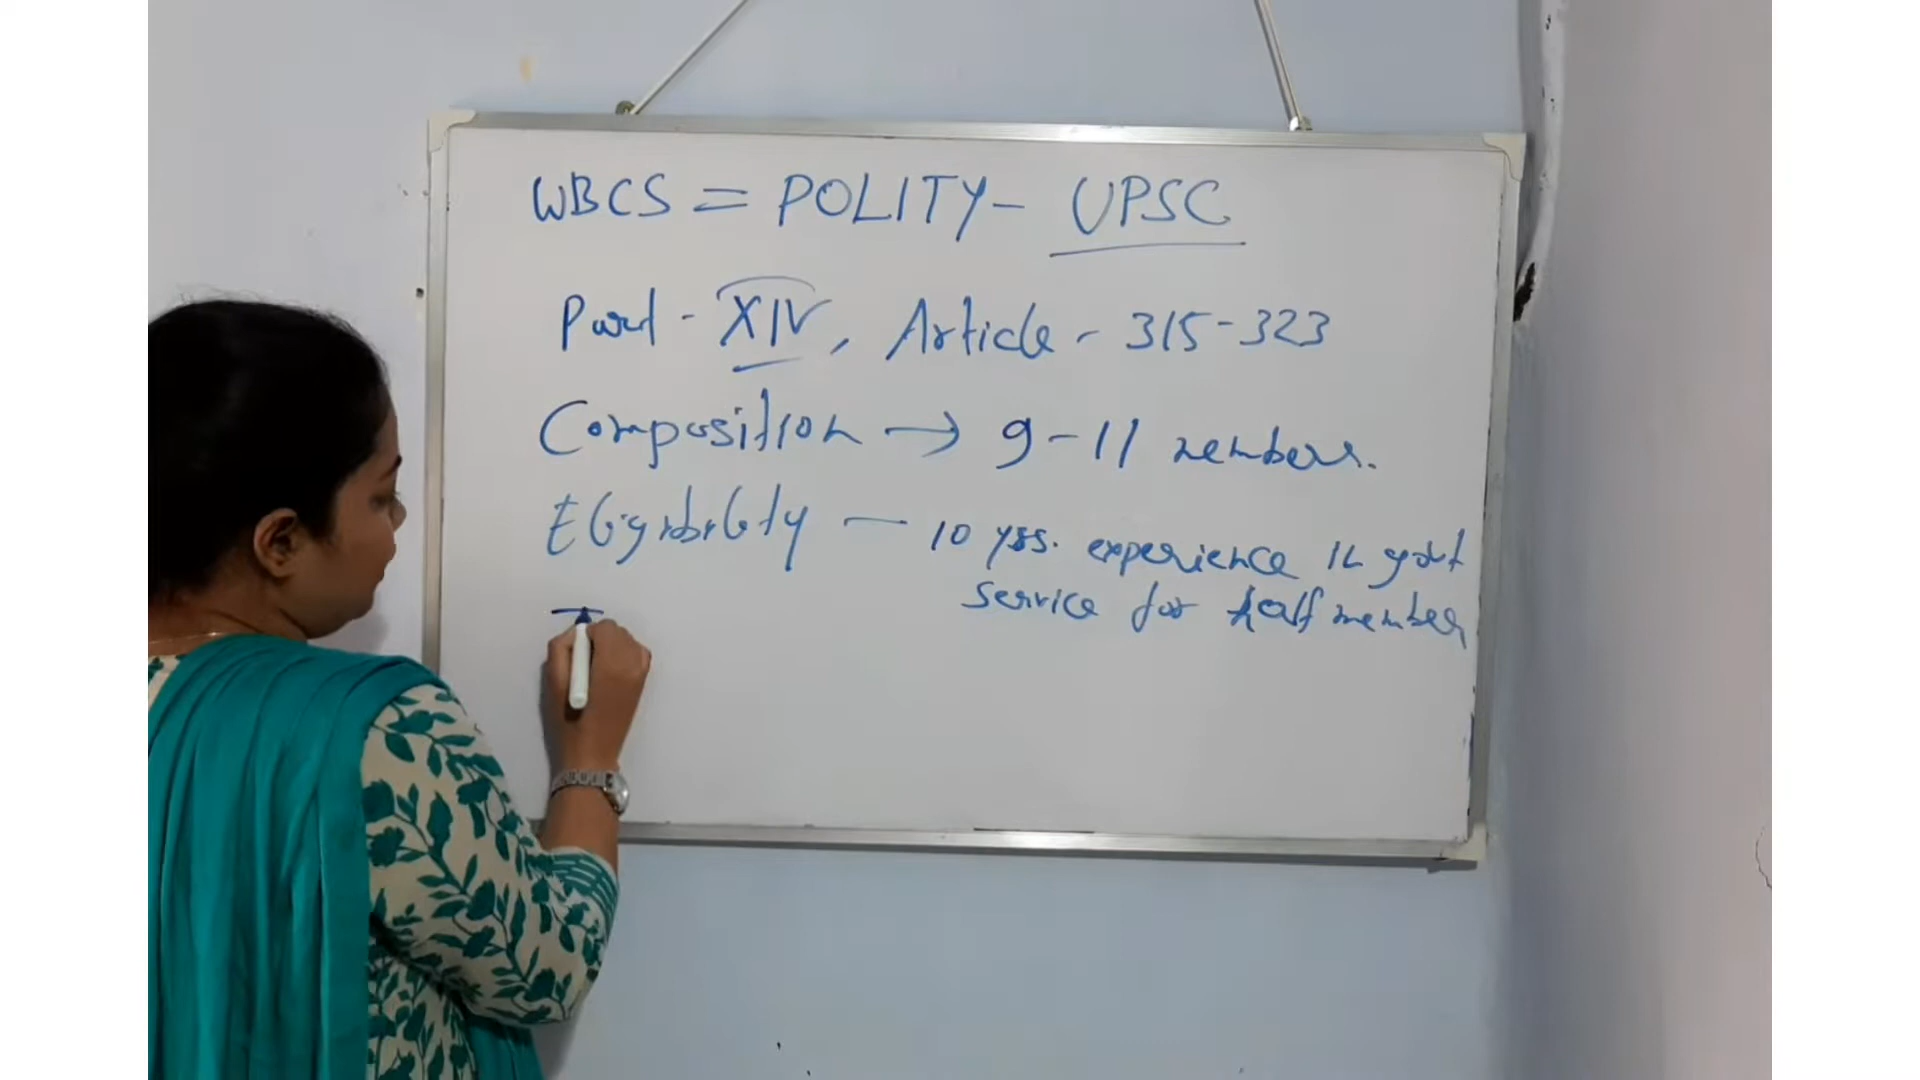 WBCS = POLITY - UPSC
Part - XIV, Article - 315-323
Composition → 9-11 members.
Eligibility — 10 yrs. experience in govt
service for half member